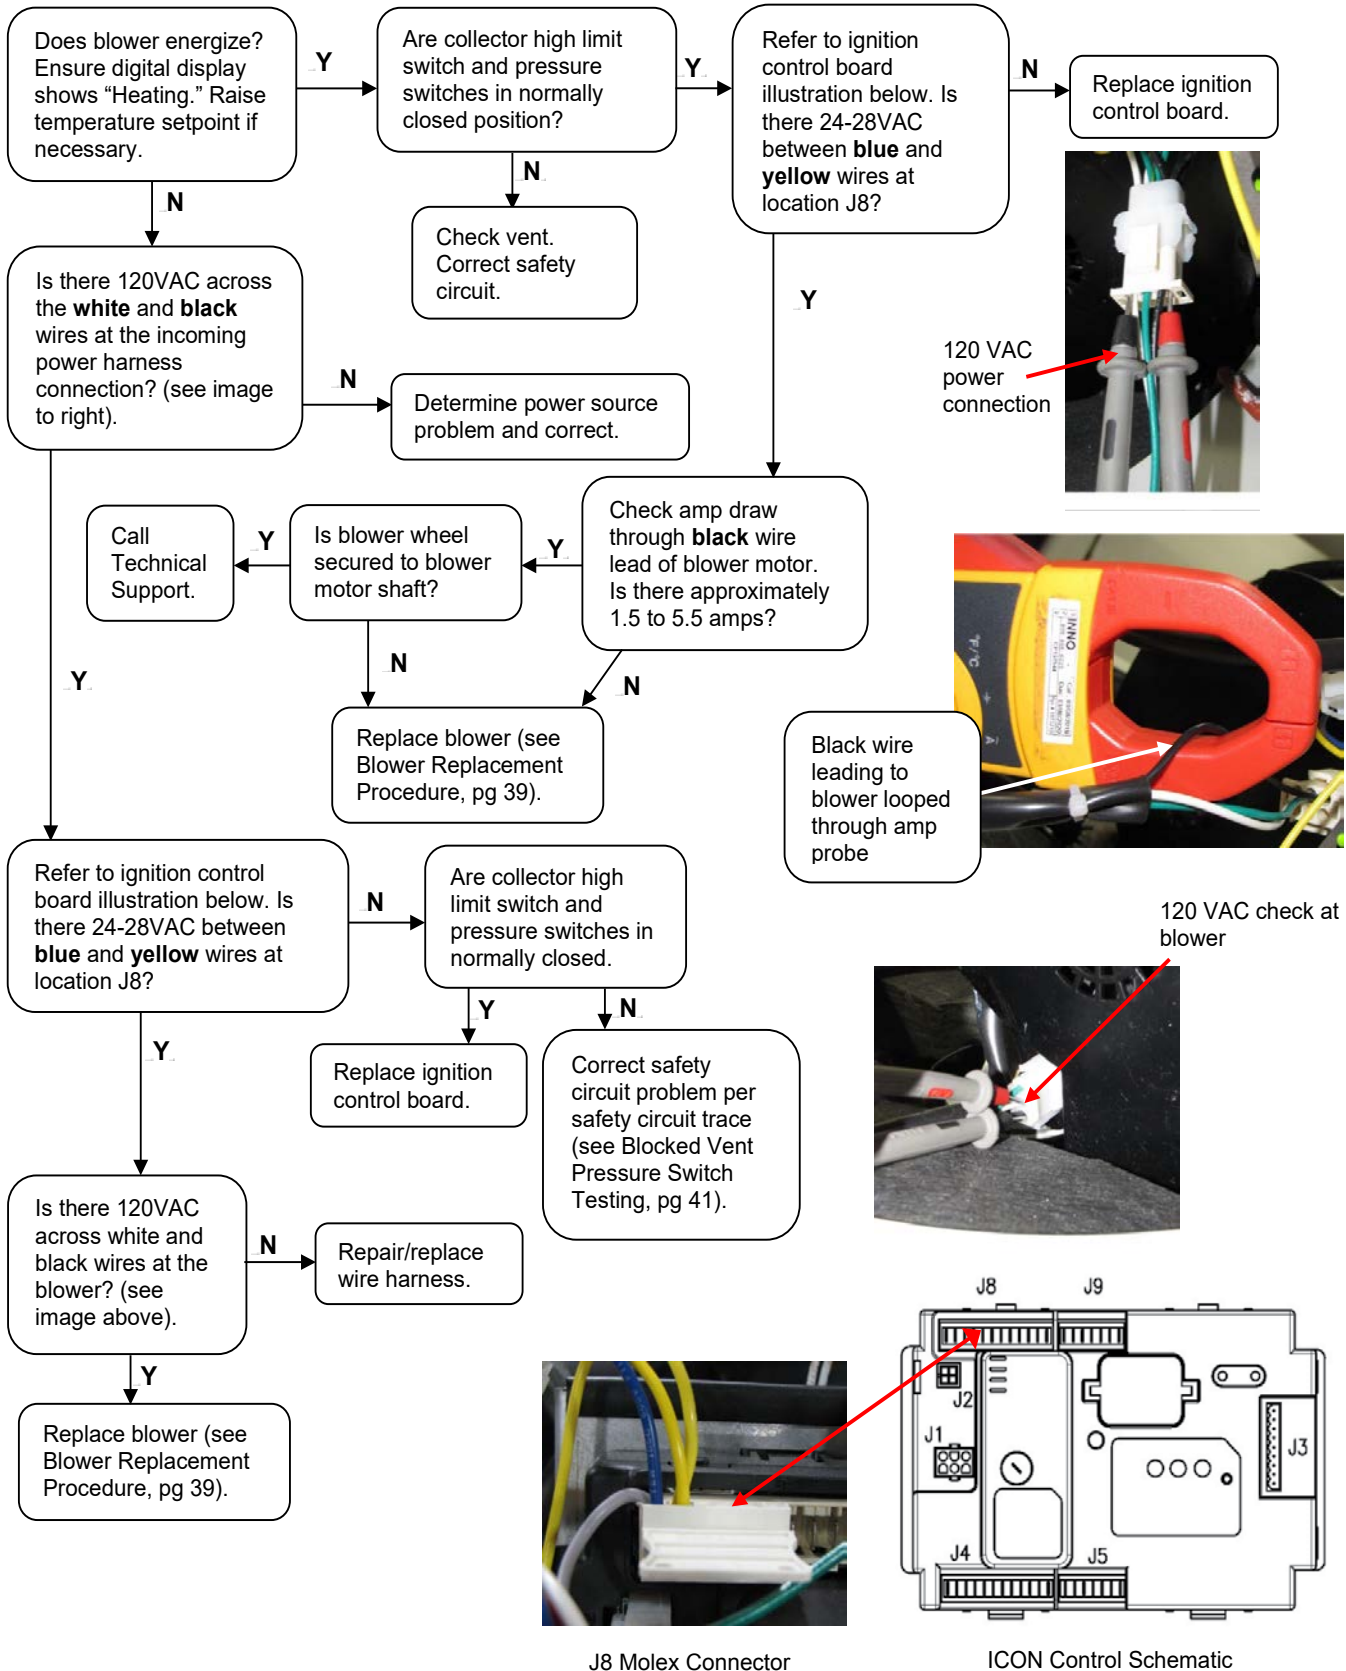 Does blower energize?
Ensure digital display
shows “Heating.” Raise
temperature setpoint if
necessary.
Y
Are collector high limit
switch and pressure
switches in normally
closed position?
Y
Refer to ignition
control board
illustration below. Is
there 24-28VAC
between blue and
yellow wires at
location J8?
N
Replace ignition
control board.
N
N
Check vent.
Correct safety
circuit.
Y
Is there 120VAC across
the white and black
wires at the incoming
power harness
connection? (see image
to right).
N
Determine power source
problem and correct.
120 VAC
power
connection
Call
Technical
Support.
Y
Is blower wheel
secured to blower
motor shaft?
Y
Check amp draw
through black wire
lead of blower motor.
Is there approximately
1.5 to 5.5 amps?
Y
N
N
Replace blower (see
Blower Replacement
Procedure, pg 39).
°F/°C
INNO
Black wire
leading to
blower looped
through amp
probe
Refer to ignition control
board illustration below. Is
there 24-28VAC between
blue and yellow wires at
location J8?
N
Are collector high
limit switch and
pressure switches in
normally closed.
120 VAC check at
blower
Y
Y
N
Replace ignition
control board.
Correct safety
circuit problem per
safety circuit trace
(see Blocked Vent
Pressure Switch
Testing, pg 41).
Is there 120VAC
across white and
black wires at the
blower? (see
image above).
N
Repair/replace
wire harness.
Y
Replace blower (see
Blower Replacement
Procedure, pg 39).
J8
J9
J2
J1
J3
J4
J5
J8 Molex Connector
ICON Control Schematic